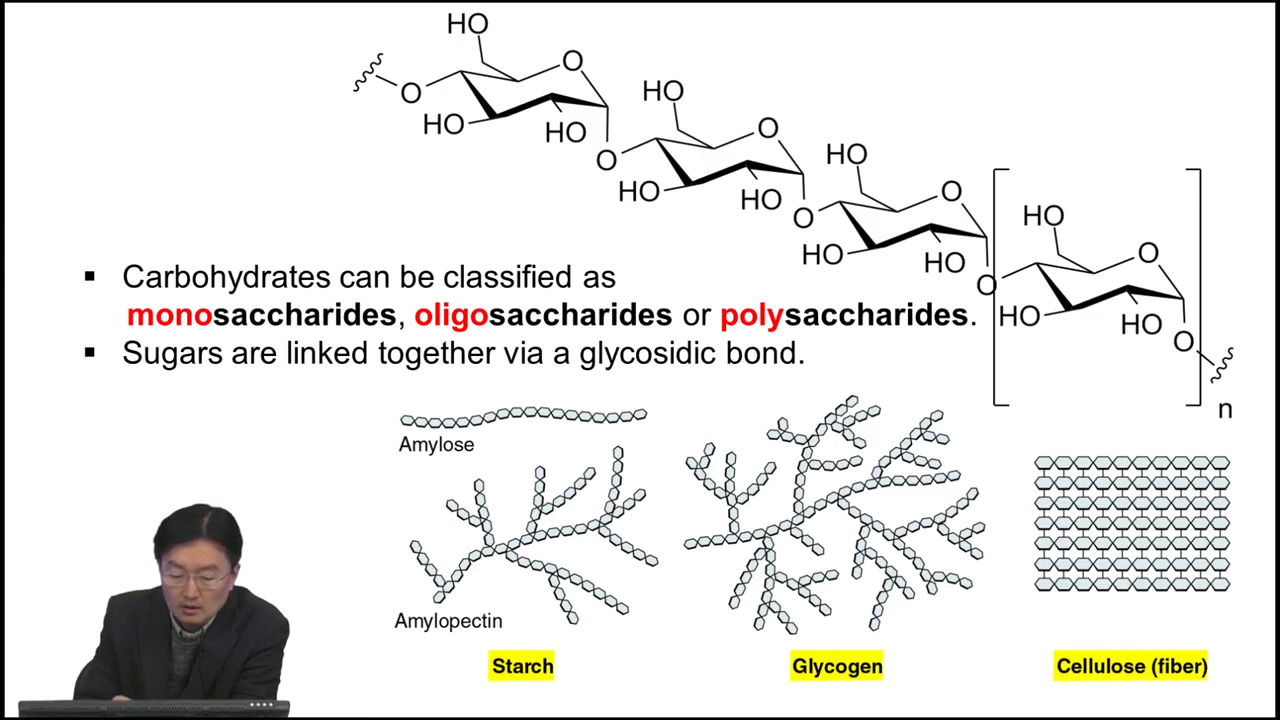 HO
O
O
HO
HO
HO
O
O
HO
HO
HO
O
O
HO
HO
HO
O
O
HO
HO
O
n
▪ Carbohydrates can be classified as
monosaccharides, oligosaccharides or polysaccharides.
▪ Sugars are linked together via a glycosidic bond.
Amylose
Amylopectin
Starch
Glycogen
Cellulose (fiber)